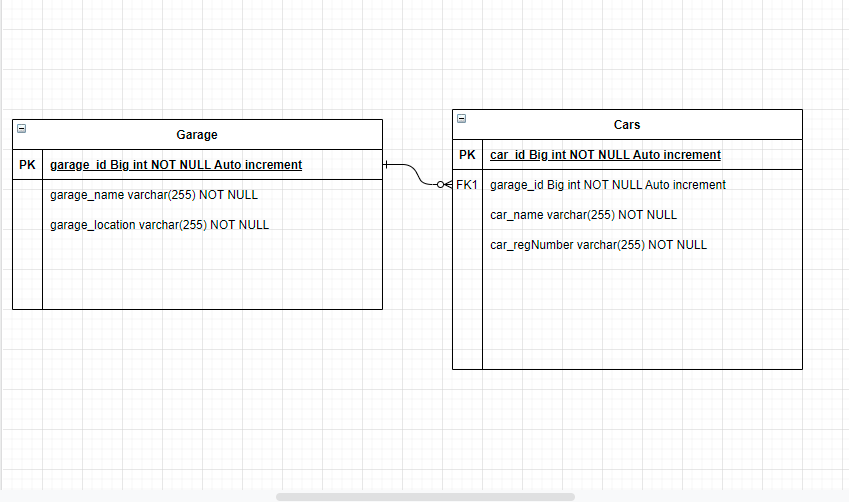 Garage
PK garage_id Big int NOT NULL Auto increment
garage_name varchar(255) NOT NULL
garage_location varchar(255) NOT NULL
Cars
PK car_id Big int NOT NULL Auto increment
FK1 garage_id Big int NOT NULL Auto increment
car_name varchar(255) NOT NULL
car_regNumber varchar(255) NOT NULL